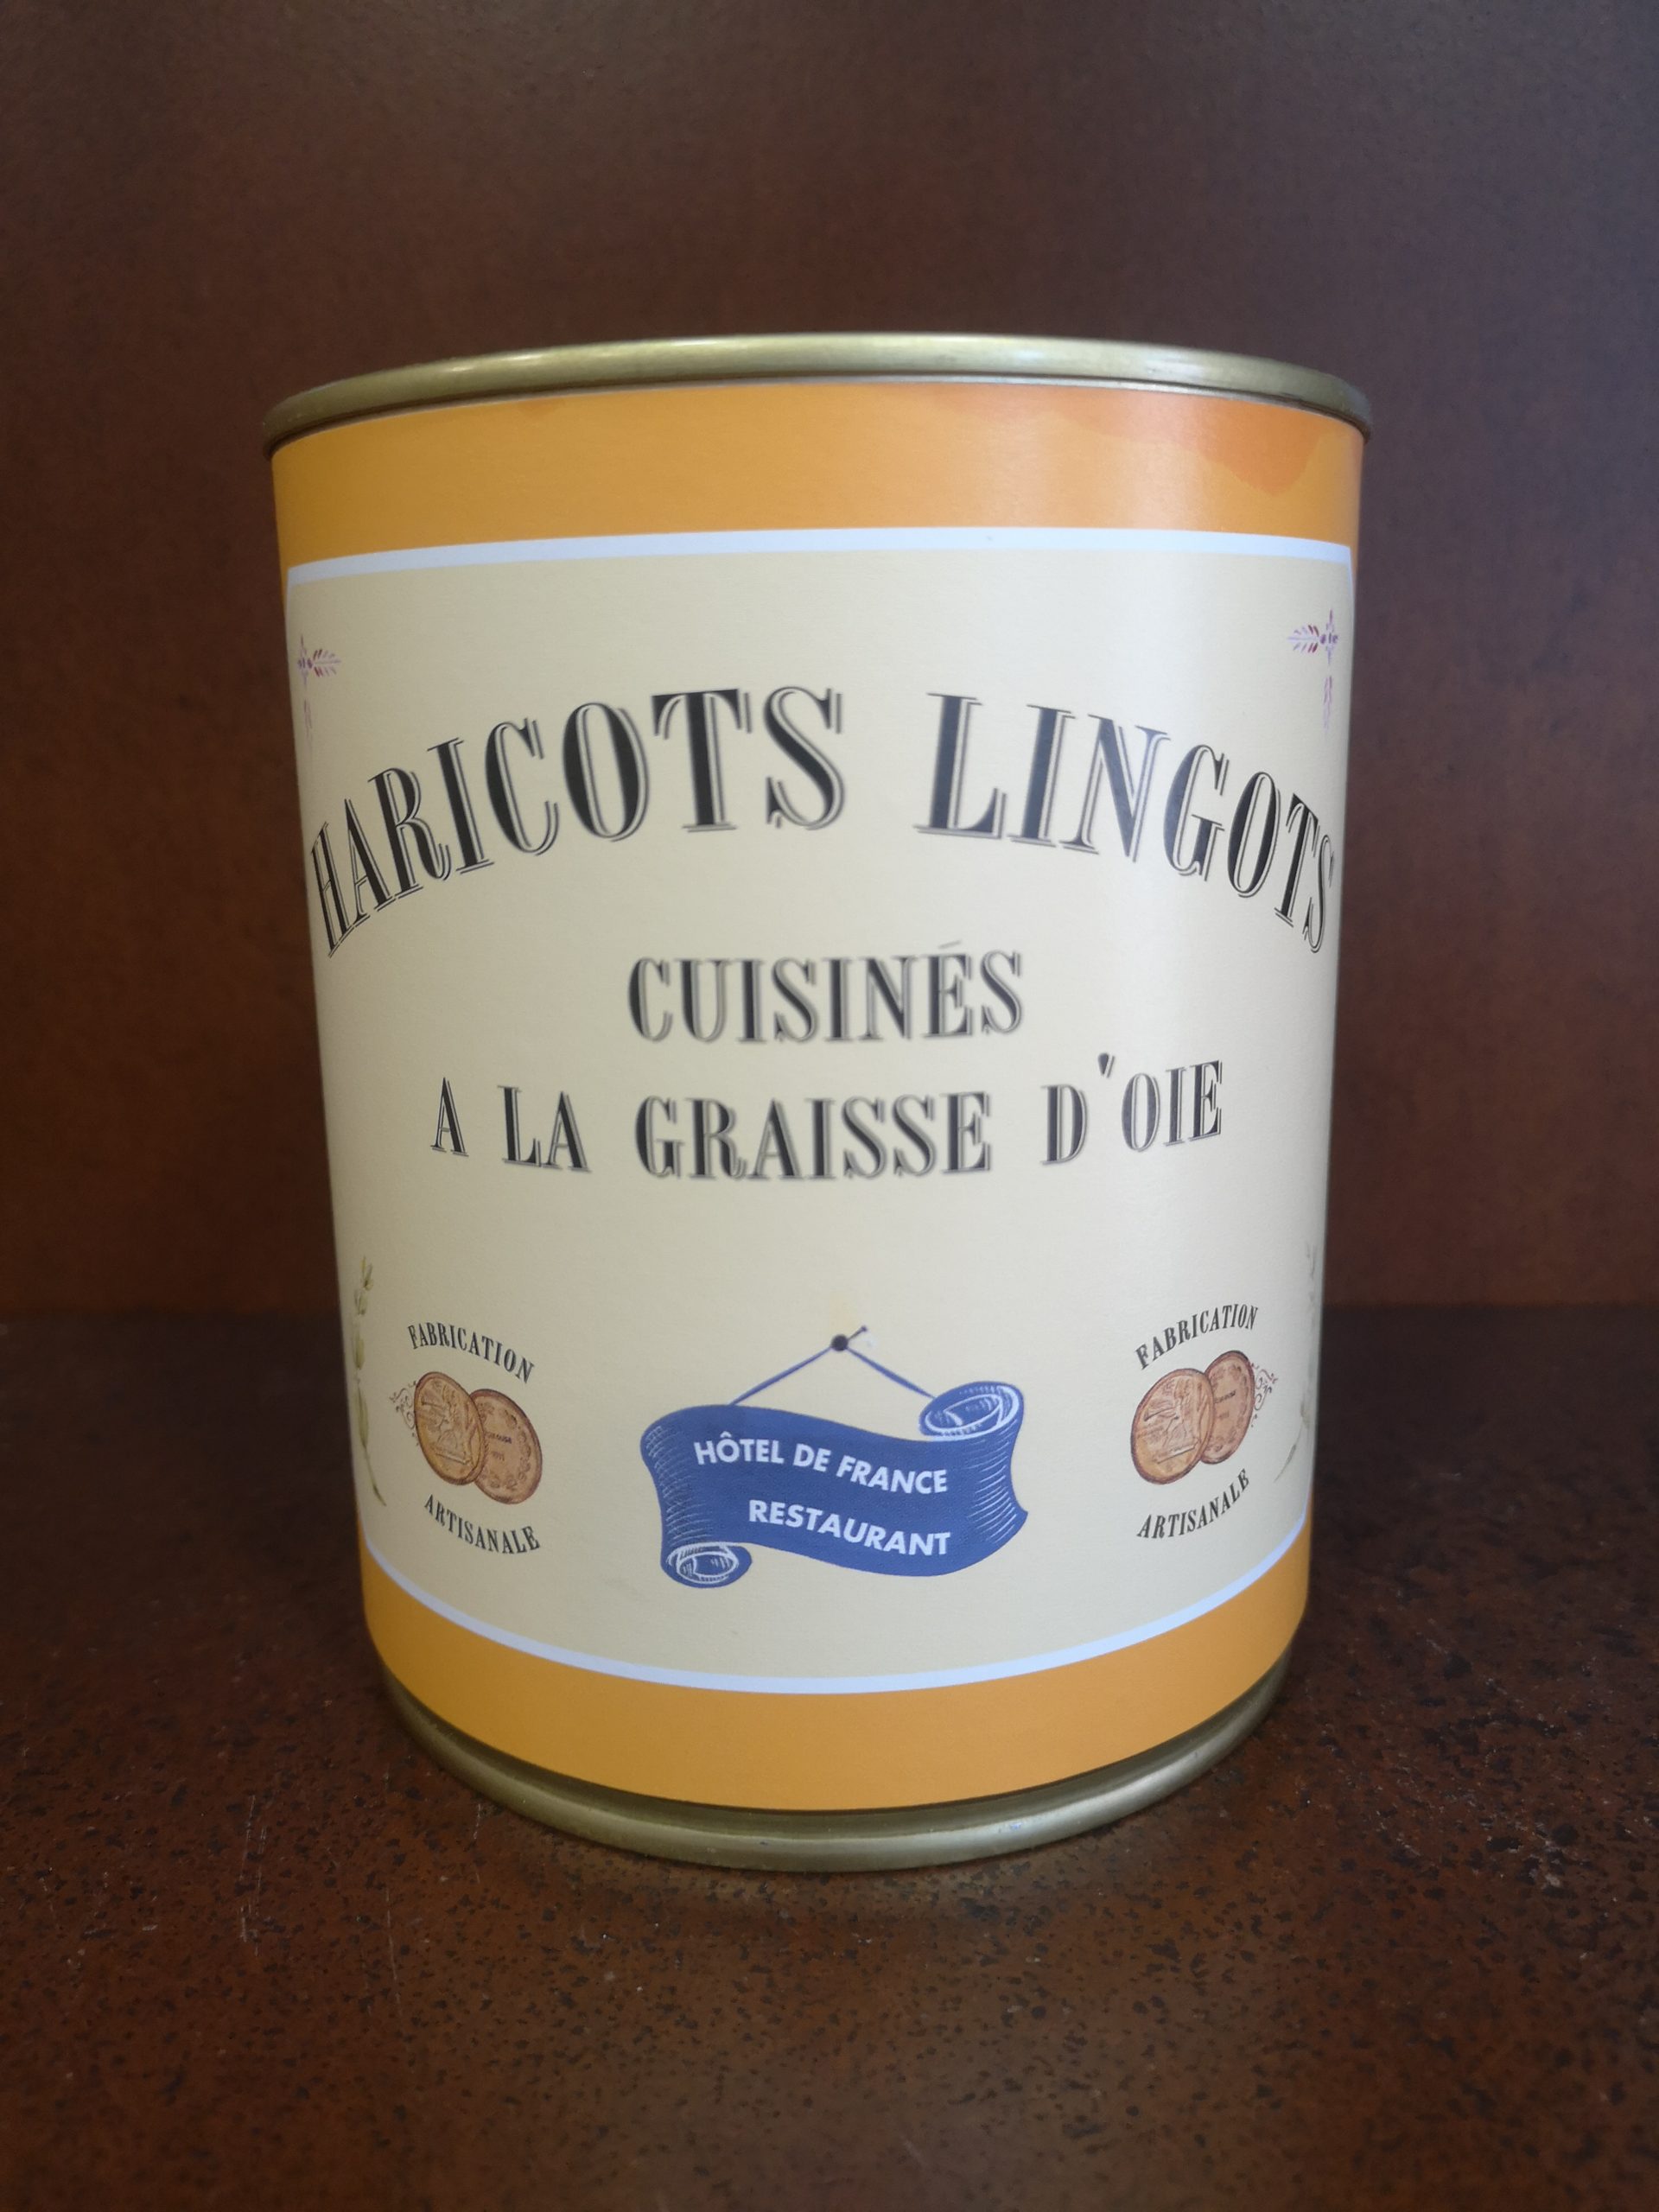 HARICOTS LINGOTS
CUISINÉS
A LA GRAISSE D'OIE
FABRICATION
ARTISANALE
HÔTEL DE FRANCE
RESTAURANT
FABRICATION
ARTISANALE